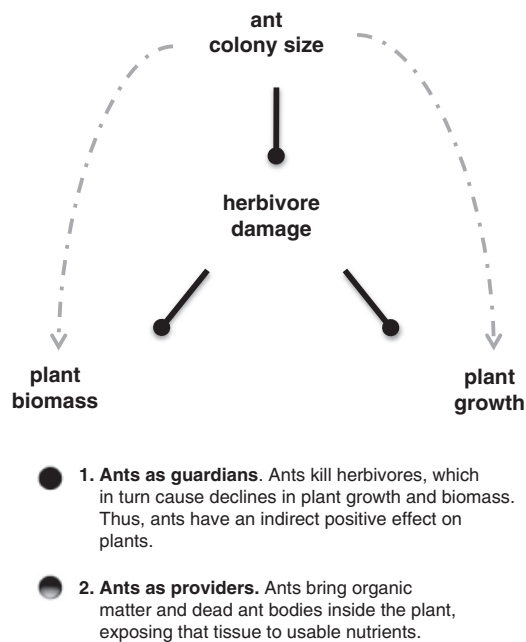 ant
colony size
herbivore
damage
plant
biomass
plant
growth
1. Ants as guardians. Ants kill herbivores, which
in turn cause declines in plant growth and biomass.
Thus, ants have an indirect positive effect on
plants.
2. Ants as providers. Ants bring organic
matter and dead ant bodies inside the plant,
exposing that tissue to usable nutrients.